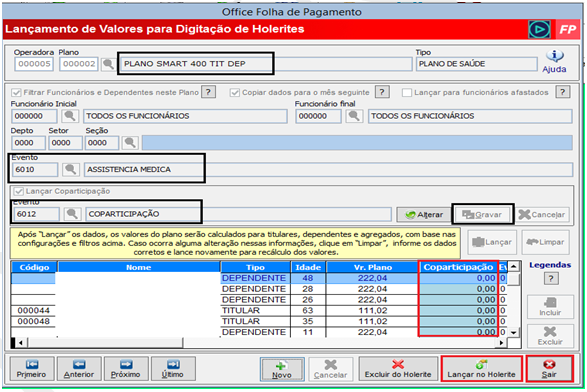 Office Folha de Pagamento
Lançamento de Valores para Digitação de Holerites
FP
Operadora Plano Tipo
000005 000002 PLANO SMART 400 TIT DEP PLANO DE SAÚDE
Ajuda
Filtrar Funcionários e Dependentes neste Plano ? Copiar dados para o mês seguinte ? Lançar para funcionários afastados ?
Funcionário Inicial Funcionário final
000000 TODOS OS FUNCIONÁRIOS 000000 TODOS OS FUNCIONÁRIOS
Depto Setor Seção
0000 0000 0000
Evento
6010 ASSISTENCIA MEDICA
Lançar Coparticipação
Evento
6012 COPARTICIPAÇÃO Alterar Gravar Cancelar
Após "Lançar" os dados, os valores do plano serão calculados para titulares, dependentes e agregados, com base nas
configurações e filtros acima. Caso ocorra alguma alteração nessas informações, clique em "Limpar", informe os dados
corretos e lance novamente para recálculo dos valores.
Lançar Limpar
Código Nome Tipo Idade Vr. Plano Coparticipação Ev
DEPENDENTE 48 222,04 0,00 0
DEPENDENTE 28 222,04 0,00 0
DEPENDENTE 26 222,04 0,00 0
000044 TITULAR 63 111,02 0,00 0
000048 TITULAR 35 111,02 0,00 0
DEPENDENTE 11 222,04 0,00 0
Legendas
?
Incluir
Excluir
Primeiro Anterior Próximo Último Novo Cancelar Excluir do Holerite Lançar no Holerite Sair